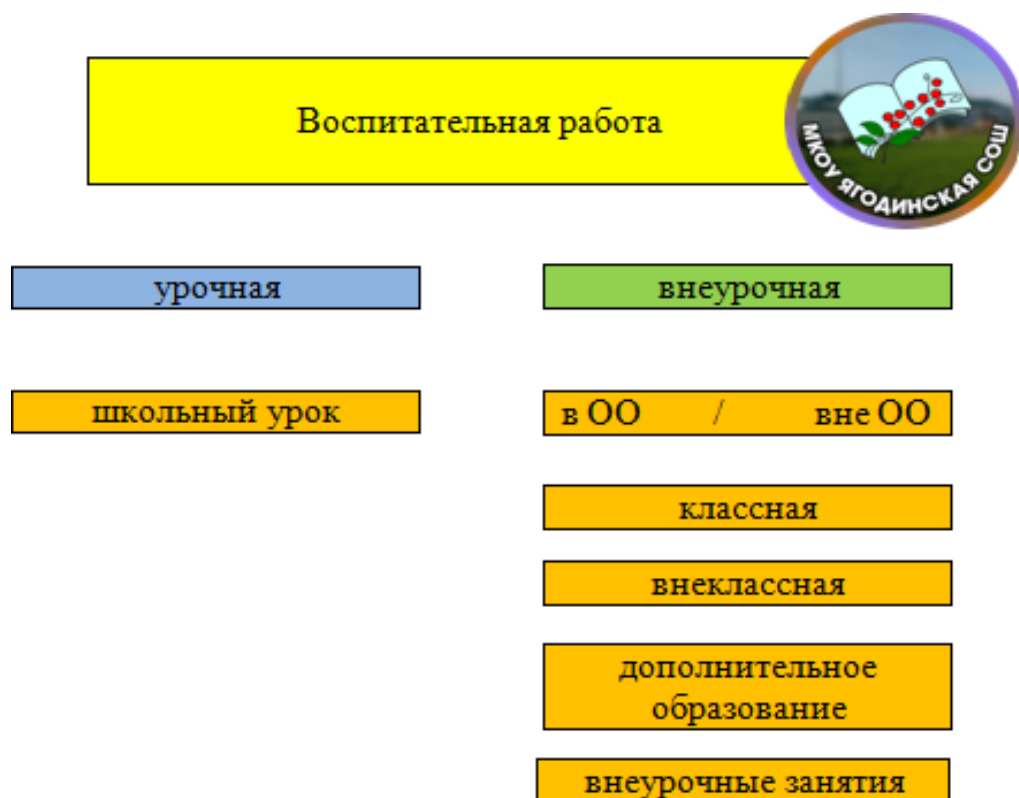 Воспитательная работа
МКОУ ЯГОДИНСКАЯ СОШ
урочная
внеурочная
школьный урок
в ОО / вне ОО
классная
внеклассная
дополнительное
образование
внеурочные занятия